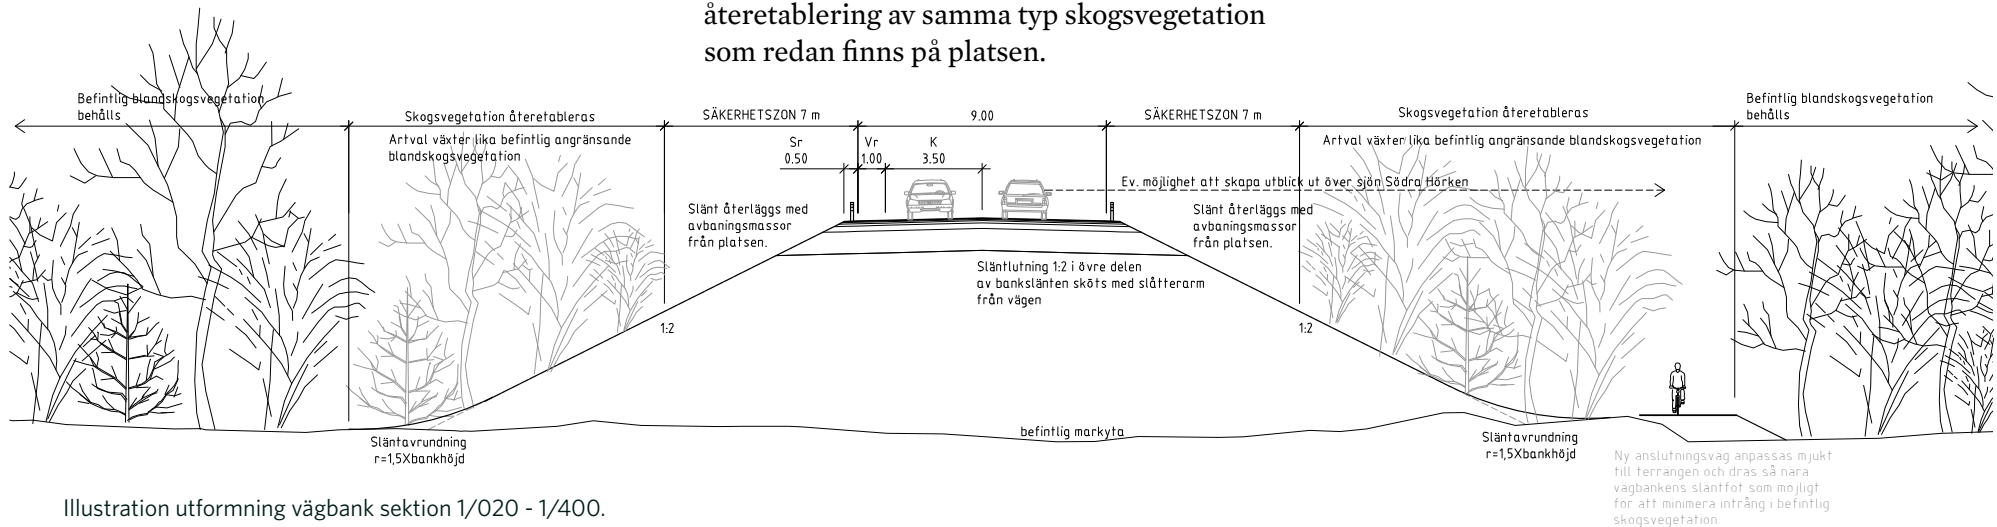 återetablering av samma typ skogsvegetation
som redan finns på platsen.
Befintlig blandskogsvegetation
behålls
Skogsvegetation återetableras
Artval växter lika befintlig angränsande
blandskogsvegetation
SÄKERHETSZON 7 m
9.00
SÄKERHETSZON 7 m
Skogsvegetation återetableras
Artval växter lika befintlig angränsande blandskogsvegetation
Befintlig blandskogsvegetation
behålls
Sr
0.50
Vr
1.00
K
3.50
Ev. möjlighet att skapa utblick ut över sjön Södra Hörken
Slänt återläggs med
avbaningsmassor
från platsen.
Slänt återläggs med
avbaningsmassor
från platsen.
Släntlutning 1:2 i övre delen
av bankslänten sköts med slåtterarm
från vägen
1:2
1:2
befintlig markyta
Släntavrundning
r=1,5Xbankhöjd
Släntavrundning
r=1,5Xbankhöjd
Ny anslutningsväg anpassas mjukt
till terrängen och dras så nära
vägbankens släntfot som möjligt
för att minimera intrång i befintlig
skogsvegetation.
Illustration utformning vägbank sektion 1/020 - 1/400.